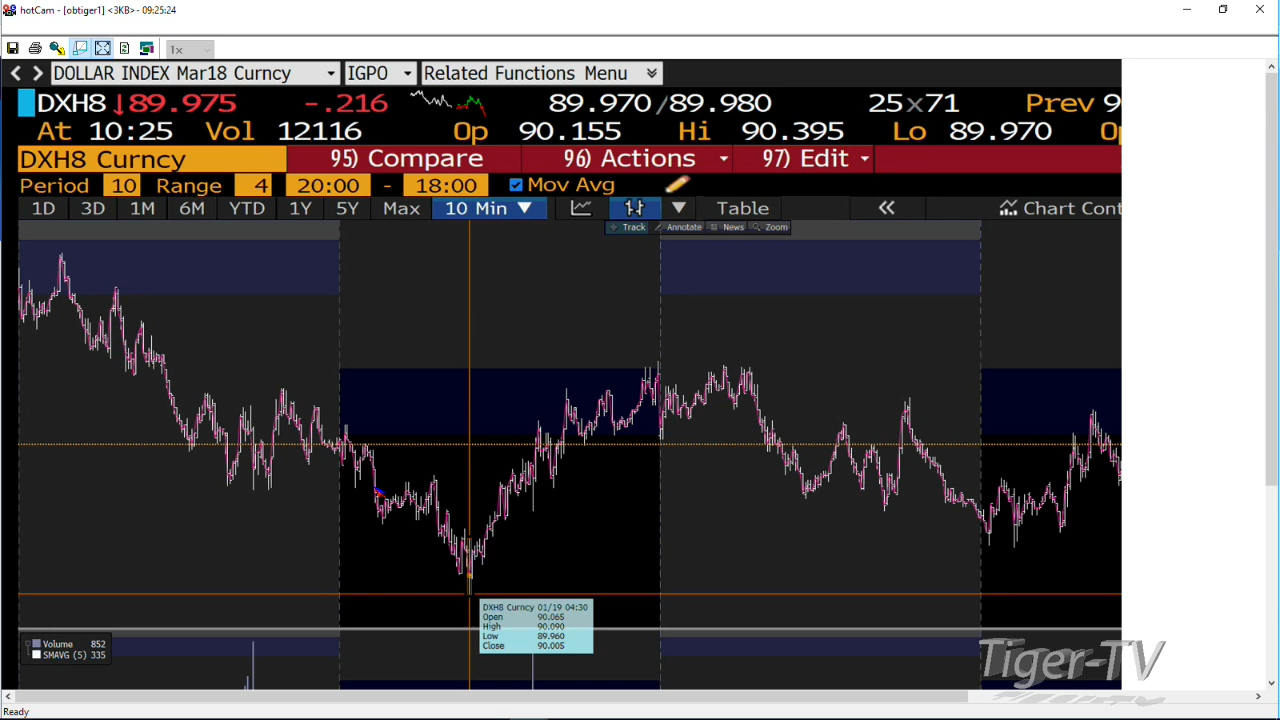 hotCam - [obtiger1] <3KB> - 09:25:24
1x
DOLLAR INDEX Mar18 Curncy IGPO Related Functions Menu
DXH8 ↓89.975 -.216 89.970/89.980 25x71 Prev 9
At 10:25 Vol 12116 Op 90.155 Hi 90.395 Lo 89.970 Op
DXH8 Curncy 95) Compare 96) Actions 97) Edit
Period 10 Range 4 20:00 - 18:00 Mov Avg
1D 3D 1M 6M YTD 1Y 5Y Max 10 Min ▼ Table « Chart Cont
Track Annotate News Zoom
DXH8 Curncy 01/19 04:30
Open 90.065
High 90.090
Low 89.960
Close 90.005
Volume 852
SMAVG (5) 335
Tiger-TV
Ready